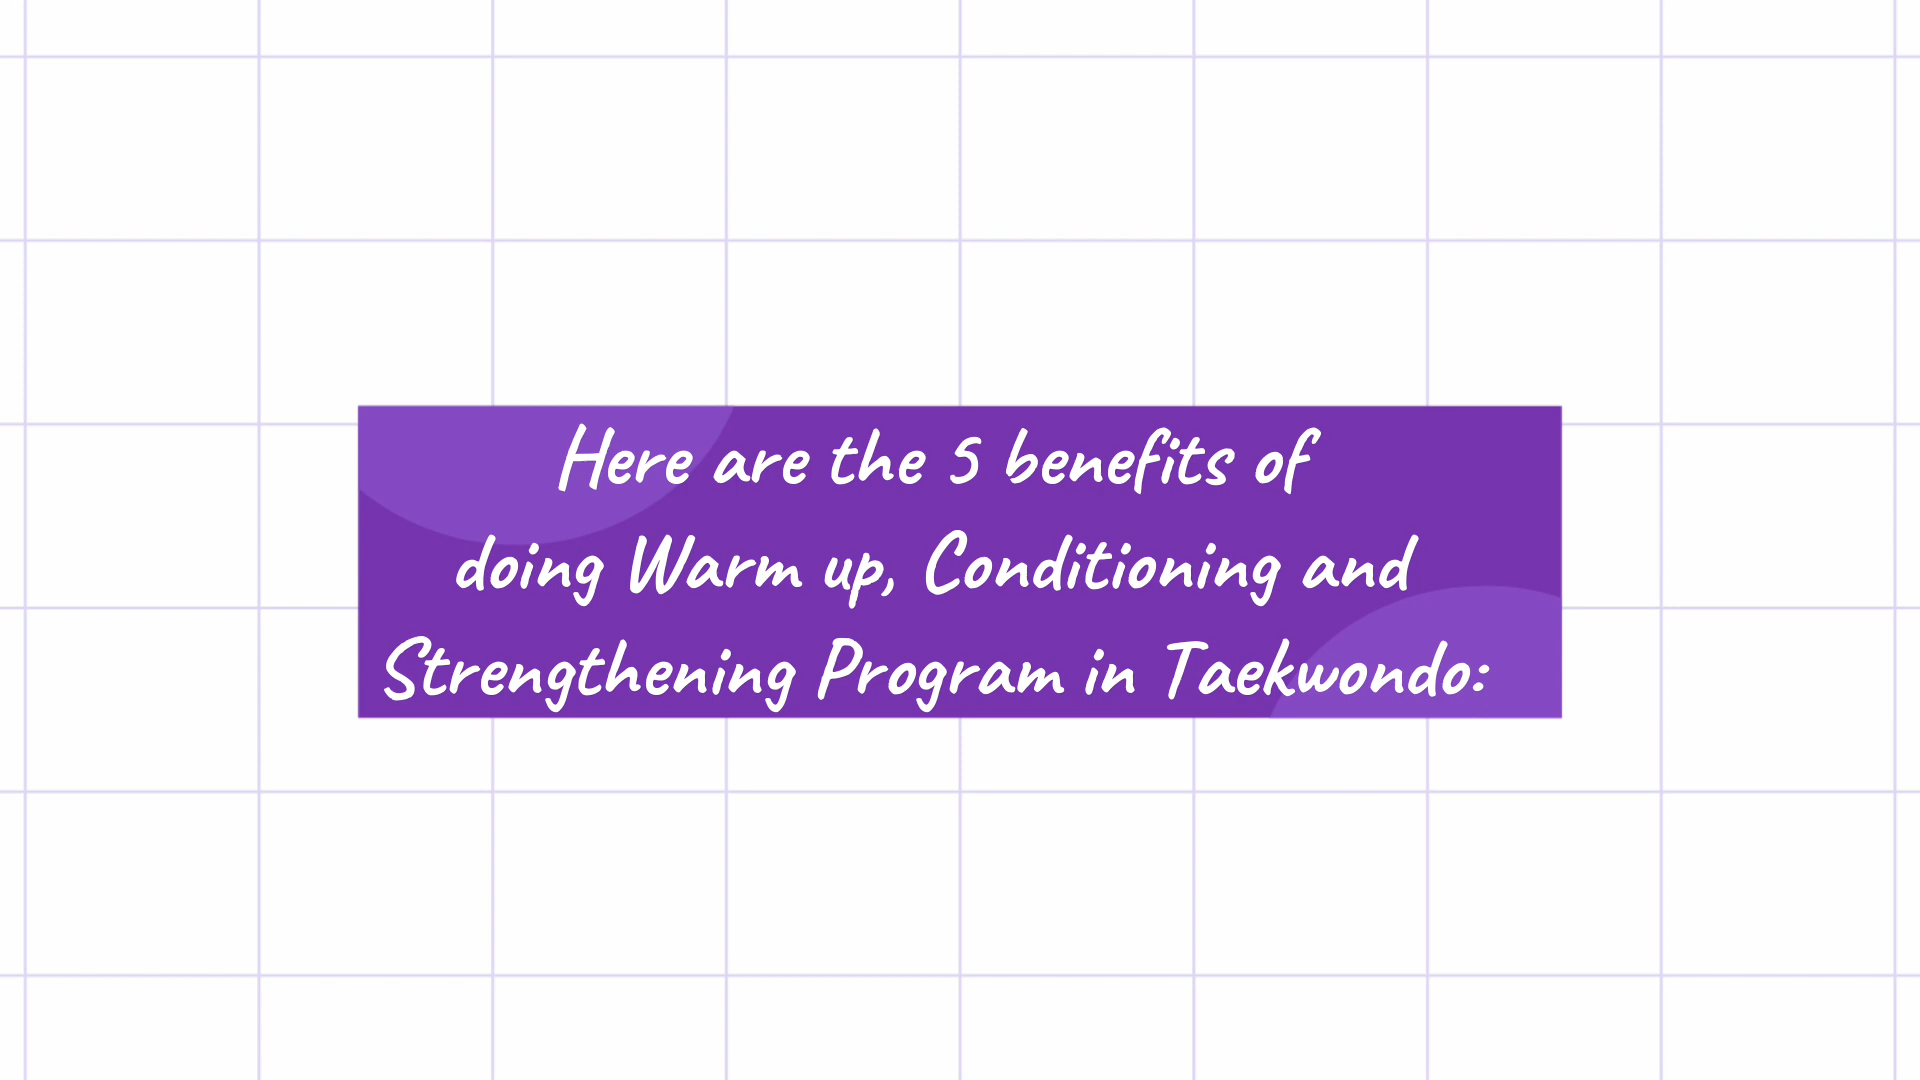 Here are the 5 benefits of
doing Warm up, Conditioning and
Strengthening Program in Taekwondo: